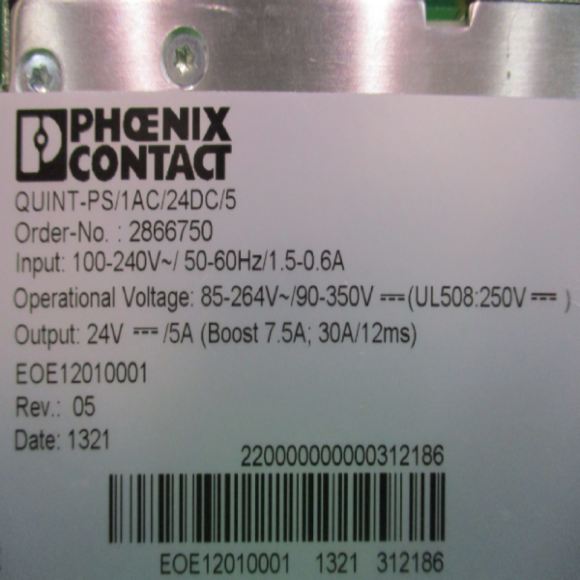 PHŒNIX
CONTACT
QUINT-PS/1AC/24DC/5
Order-No. : 2866750
Input: 100-240V~/ 50-60Hz/1.5-0.6A
Operational Voltage: 85-264V~/90-350V ⎓(UL508:250V ⎓ )
Output: 24V ⎓ /5A (Boost 7.5A; 30A/12ms)
EOE12010001
Rev.: 05
Date: 1321
220000000000312186
EOE12010001 1321 312186